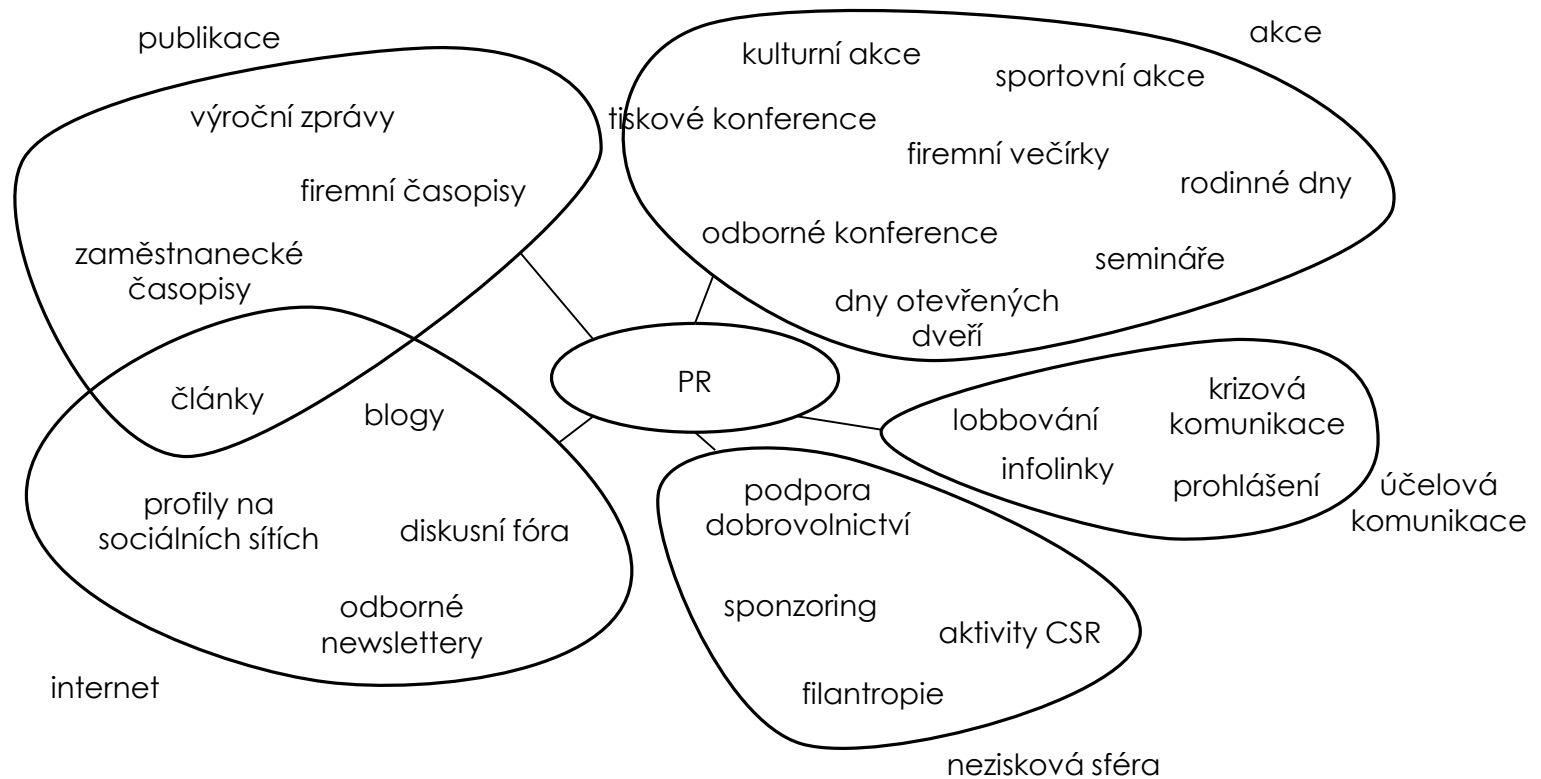 publikace
výroční zprávy
firemní časopisy
zaměstnanecké
časopisy
akce
kulturní akce
sportovní akce
tiskové konference
firemní večírky
rodinné dny
odborné konference
semináře
dny otevřených
dveří
PR
články
blogy
profily na
sociálních sítích
diskusní fóra
odborné
newslettery
internet
krizová
komunikace
lobbování
infolinky
prohlášení
účelová
komunikace
podpora
dobrovolnictví
sponzoring
aktivity CSR
filantropie
nezisková sféra